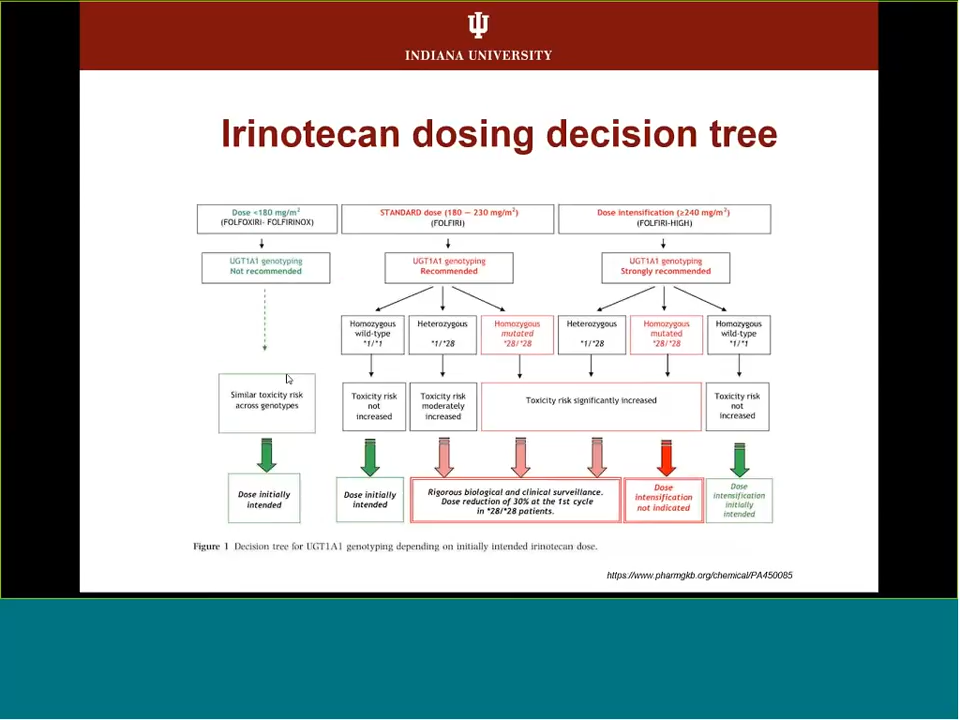 INDIANA UNIVERSITY
Irinotecan dosing decision tree
Dose <180 mg/m²
(FOLFOXIRI- FOLFIRINOX)
STANDARD dose (180 — 230 mg/m²)
(FOLFIRI)
Dose intensification (≥240 mg/m²)
(FOLFIRI-HIGH)
UGT1A1 genotyping
Not recommended
UGT1A1 genotyping
Recommended
UGT1A1 genotyping
Strongly recommended
Homozygous
wild-type
*1/*1
Heterozygous
*1/*28
Homozygous
mutated
*28/*28
Heterozygous
*1/*28
Homozygous
mutated
*28/*28
Homozygous
wild-type
*1/*1
Similar toxicity risk
across genotypes
Toxicity risk
not
increased
Toxicity risk
moderately
increased
Toxicity risk significantly increased
Toxicity risk
not
increased
Dose initially
intended
Dose initially
intended
Rigorous biological and clinical surveillance.
Dose reduction of 30% at the 1st cycle
in *28/*28 patients.
Dose
intensification
not indicated
Dose
intensification
initially
intended
Figure 1 Decision tree for UGT1A1 genotyping depending on initially intended irinotecan dose.
https://www.pharmgkb.org/chemical/PA450085